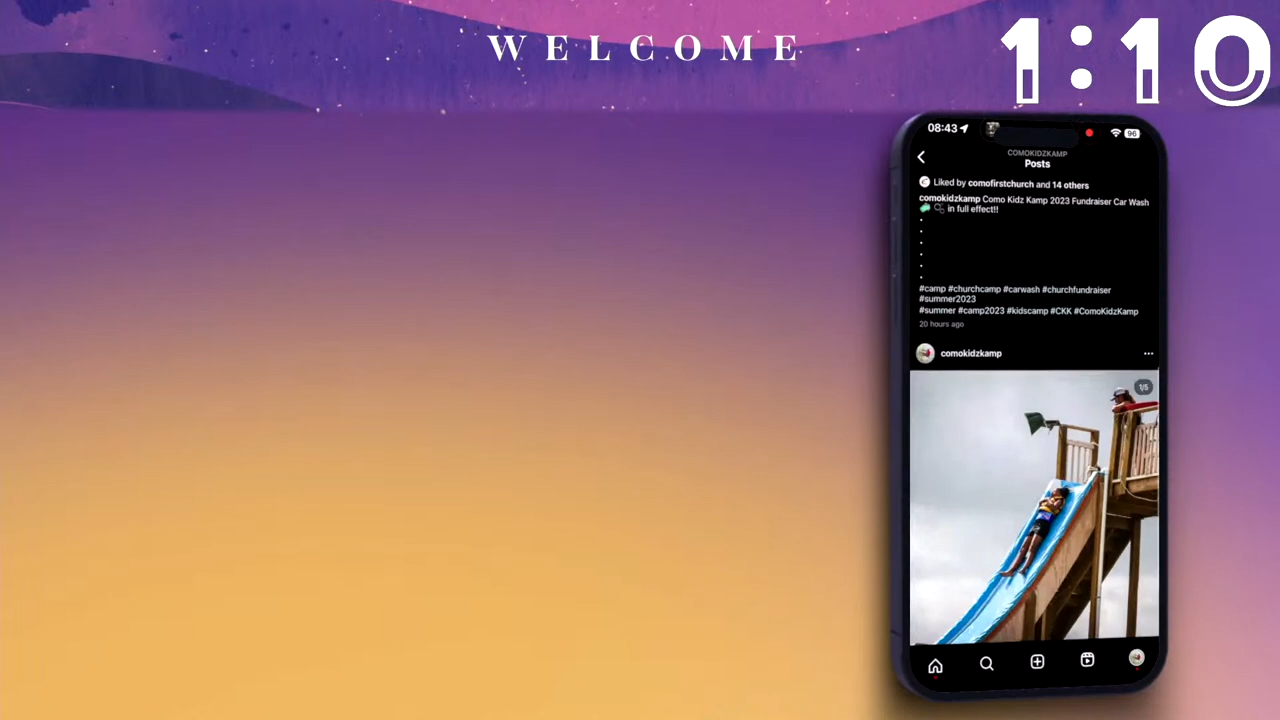 WELCOME
1:10
08:43
96
COMOKIDZKAMP
Posts
Liked by comofirstchurch and 14 others
comokidzkamp Como Kidz Kamp 2023 Fundraiser Car Wash
🧼 🫧 in full effect!!
.
.
.
.
.
.
#camp #churchcamp #carwash #churchfundraiser
#summer2023
#summer #camp2023 #kidscamp #CKK #ComoKidzKamp
20 hours ago
comokidzkamp
1/5